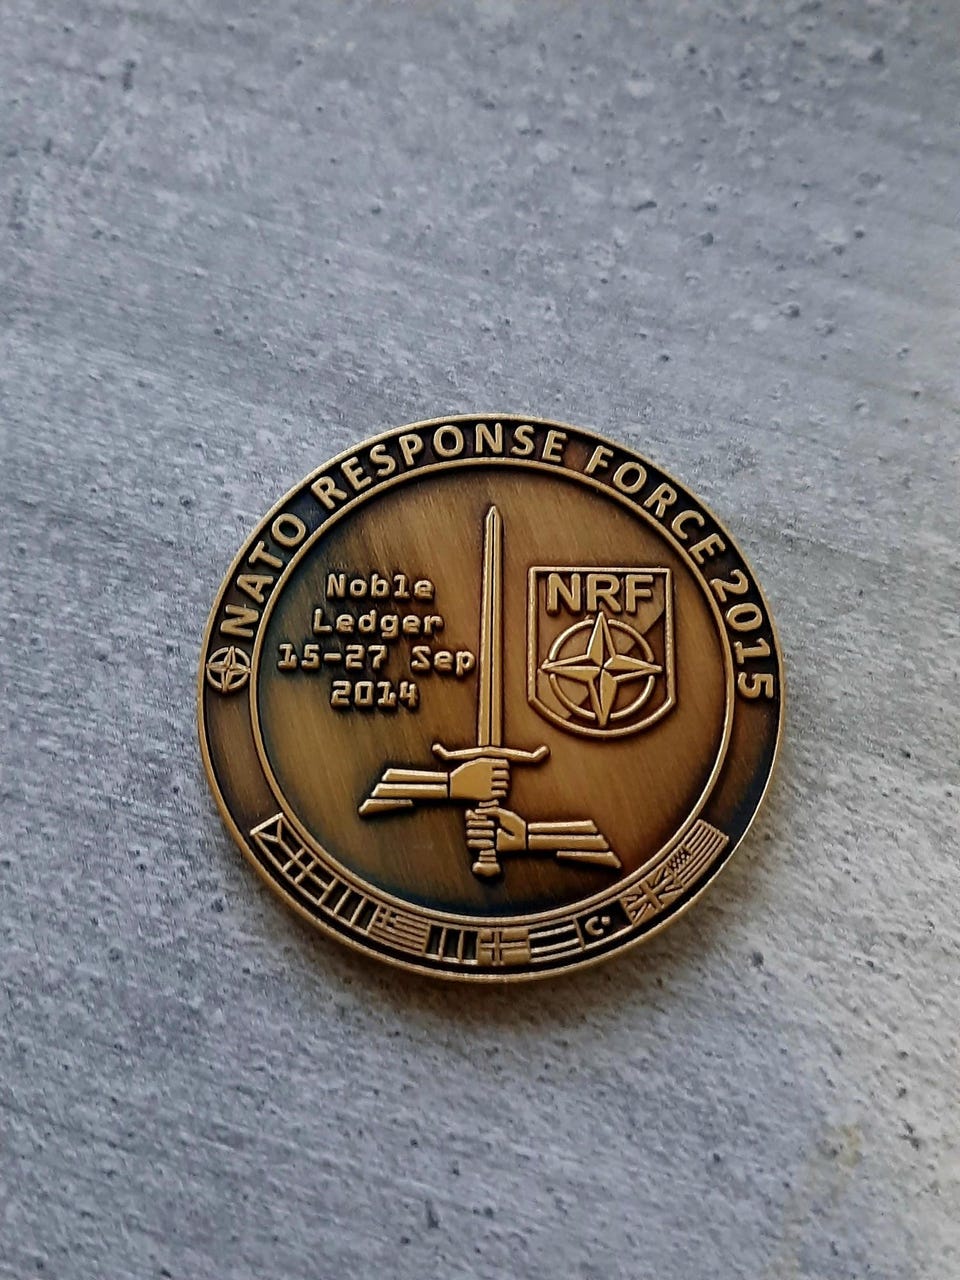 NATO RESPONSE FORCE 2015
Noble
Ledger
15-27 Sep
2014
NRF